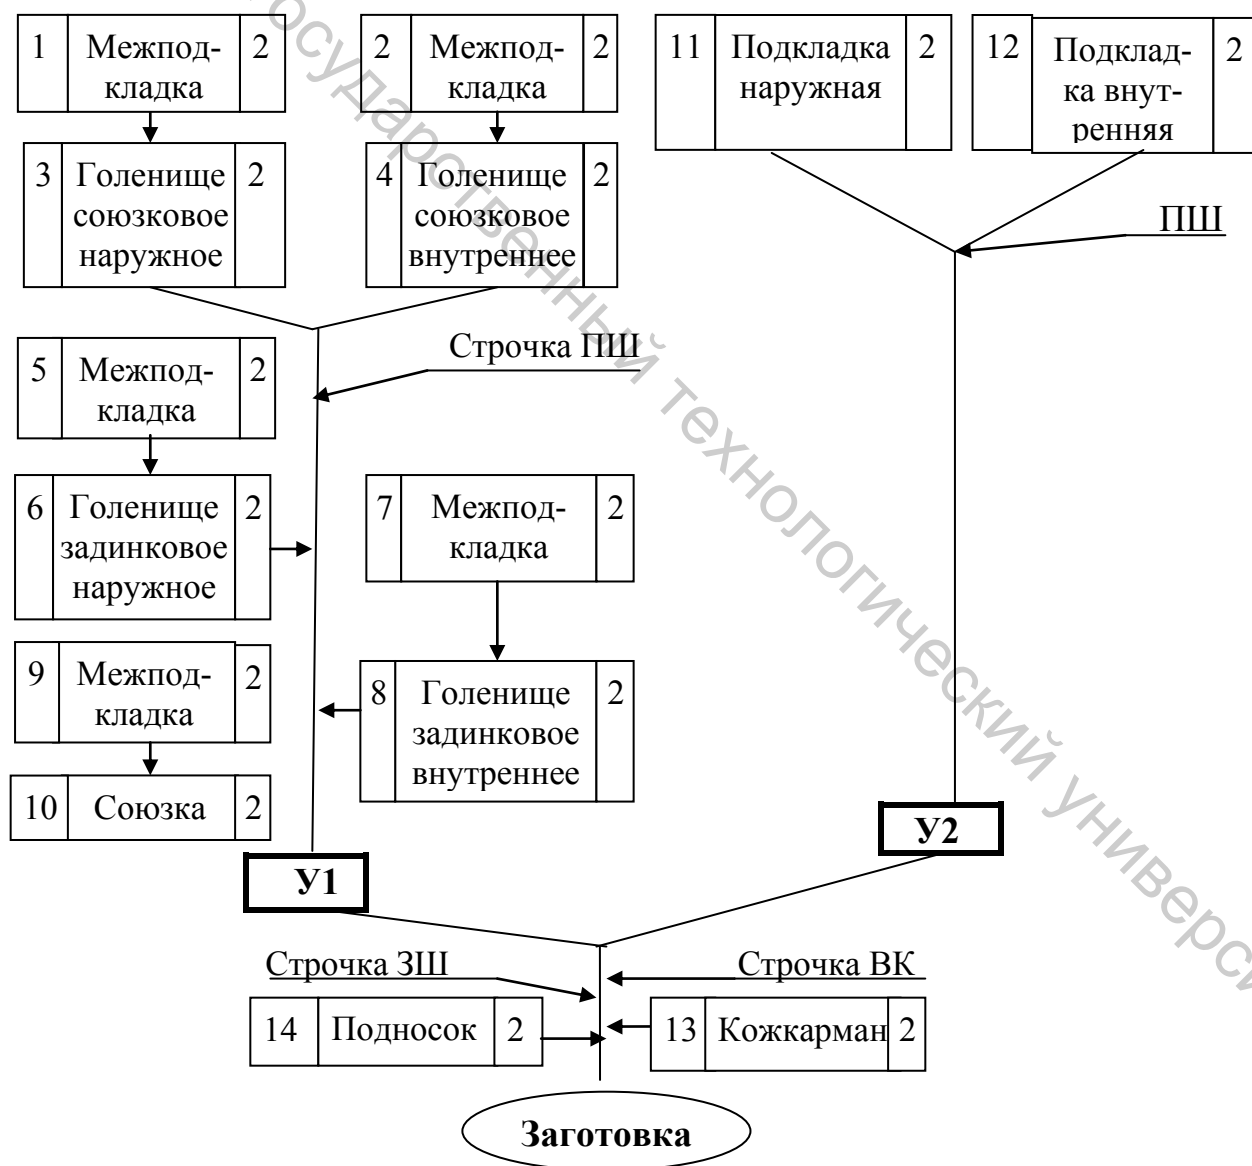 1 Межпод-
кладка 2
2 Межпод-
кладка 2
11 Подкладка
наружная 2
12 Подклад-
ка внут-
ренняя 2
3 Голенище
союзковое
наружное 2
4 Голенище
союзковое
внутреннее 2
ПШ
Строчка ПШ
5 Межпод-
кладка 2
6 Голенище
задинковое
наружное 2
7 Межпод-
кладка 2
9 Межпод-
кладка 2
8 Голенище
задинковое
внутреннее 2
10 Союзка 2
У2
У1
Строчка ЗШ
Строчка ВК
14 Подносок 2
13 Кожкарман 2
Заготовка
осударственный технологический универси